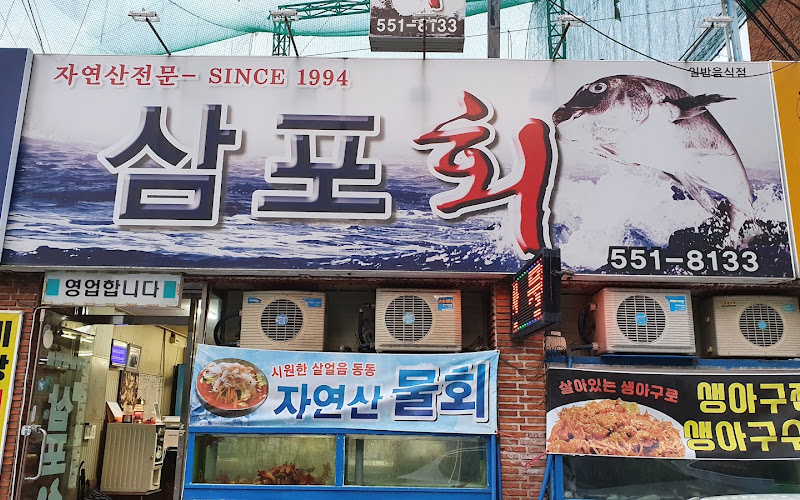 551-8133
자연산전문- SINCE 1994
일반음식점
삼포회
551-8133
영업합니다
시원한 살얼음 동동
자연산 물회
살아있는 생아구로
생아구
생아구수
삼포